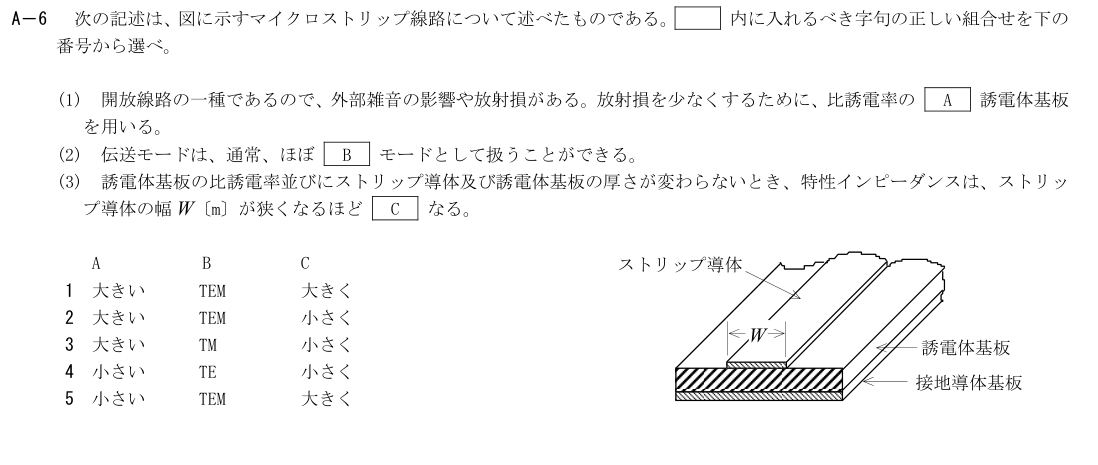 A－6　次の記述は、図に示すマイクロストリップ線路について述べたものである。 内に入れるべき字句の正しい組合せを下の
番号から選べ。
(1)　開放線路の一種であるので、外部雑音の影響や放射損がある。放射損を少なくするために、比誘電率の A 誘電体基板
を用いる。
(2)　伝送モードは、通常、ほぼ B モードとして扱うことができる。
(3)　誘電体基板の比誘電率並びにストリップ導体及び誘電体基板の厚さが変わらないとき、特性インピーダンスは、ストリッ
プ導体の幅 W〔m〕が狭くなるほど C なる。
A B C
1 大きい TEM 大きく
2 大きい TEM 小さく
3 大きい TM 小さく
4 小さい TE 小さく
5 小さい TEM 大きく
ストリップ導体
W
誘電体基板
接地導体基板